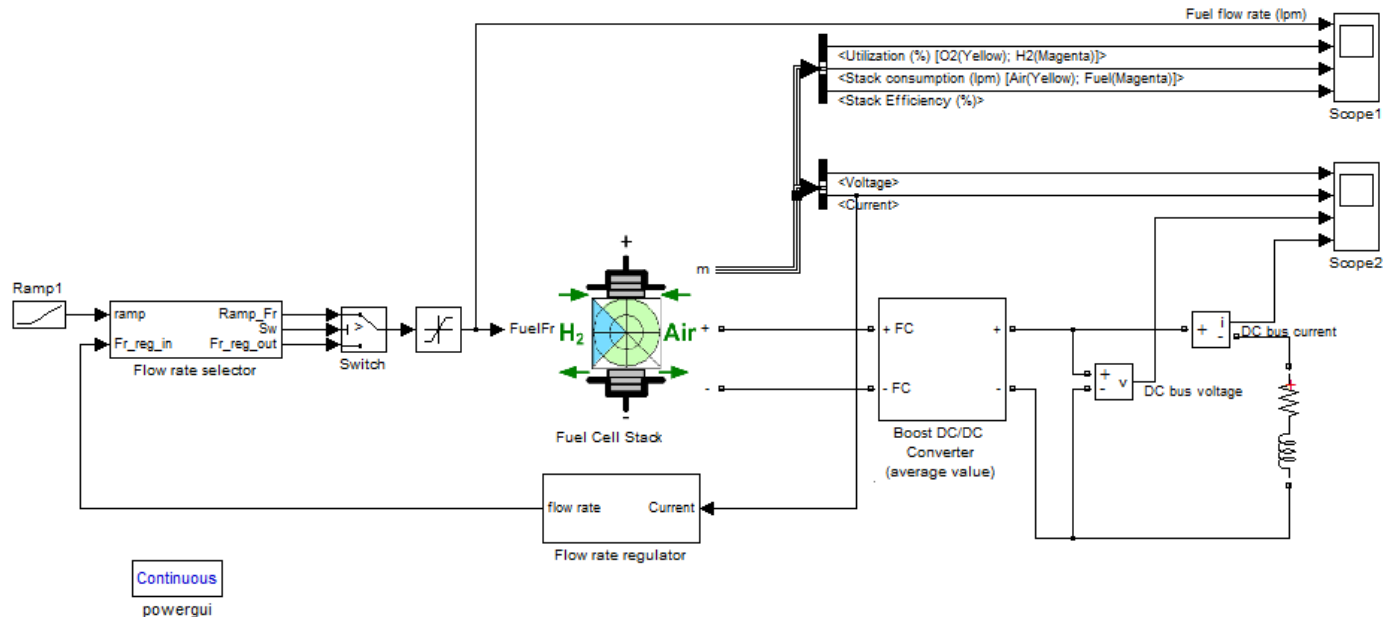 Fuel flow rate (lpm)
<Utilization (%) [O2(Yellow); H2(Magenta)]>
<Stack consumption (lpm) [Air(Yellow); Fuel(Magenta)]>
<Stack Efficiency (%)>
Scope1
<Voltage>
<Current>
Scope2
+
m
Ramp1
ramp
Ramp_Fr
Sw
Fr_reg_in
Fr_reg_out
Flow rate selector
>
Switch
FuelFr
H2
Air
+
-
-
Fuel Cell Stack
+ FC
+
- FC
-
Boost DC/DC
Converter
(average value)
+
i
-
DC bus current
+
-
v
DC bus voltage
+
flow rate
Current
Flow rate regulator
Continuous
powergui